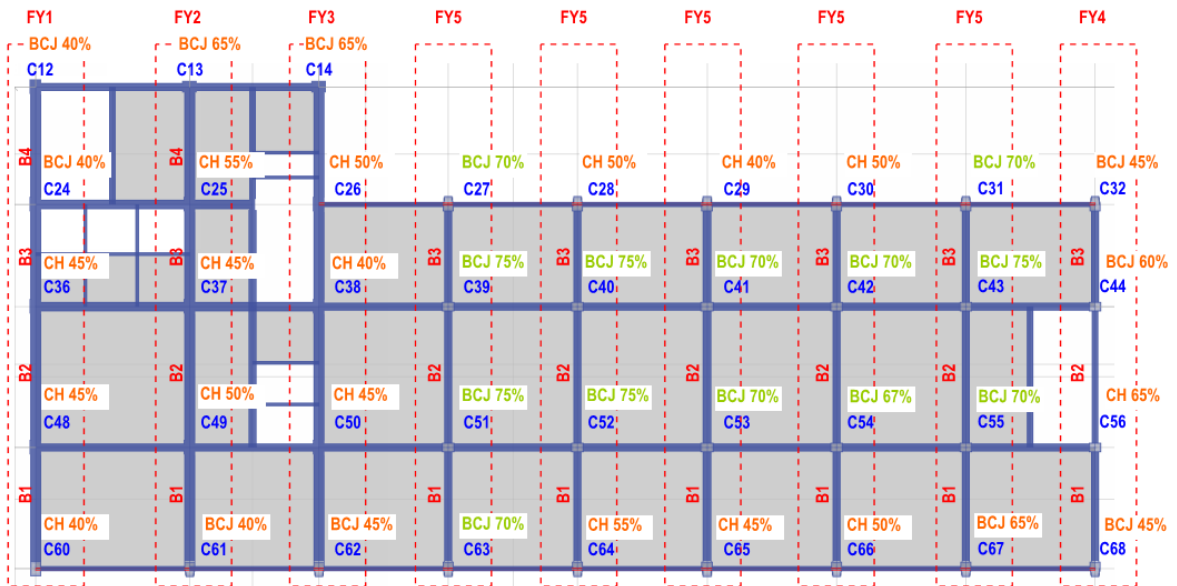 FY1 FY2 FY3 FY5 FY5 FY5 FY5 FY5 FY4
BCJ 40% BCJ 65% BCJ 65%
C12 C13 C14
B4 B4
BCJ 40% CH 55% CH 50% BCJ 70% CH 50% CH 40% CH 50% BCJ 70% BCJ 45%
C24 C25 C26 C27 C28 C29 C30 C31 C32
B3 B3 B3 B3 B3 B3 B3 B3
CH 45% CH 45% CH 40% BCJ 75% BCJ 75% BCJ 70% BCJ 70% BCJ 75% BCJ 60%
C36 C37 C38 C39 C40 C41 C42 C43 C44
B2 B2 B2 B2 B2 B2 B2 B2
CH 45% CH 50% CH 45% BCJ 75% BCJ 75% BCJ 70% BCJ 67% BCJ 70% CH 65%
C48 C49 C50 C51 C52 C53 C54 C55 C56
B1 B1 B1 B1 B1 B1 B1 B1
CH 40% BCJ 40% BCJ 45% BCJ 70% CH 55% CH 45% CH 50% BCJ 65% BCJ 45%
C60 C61 C62 C63 C64 C65 C66 C67 C68